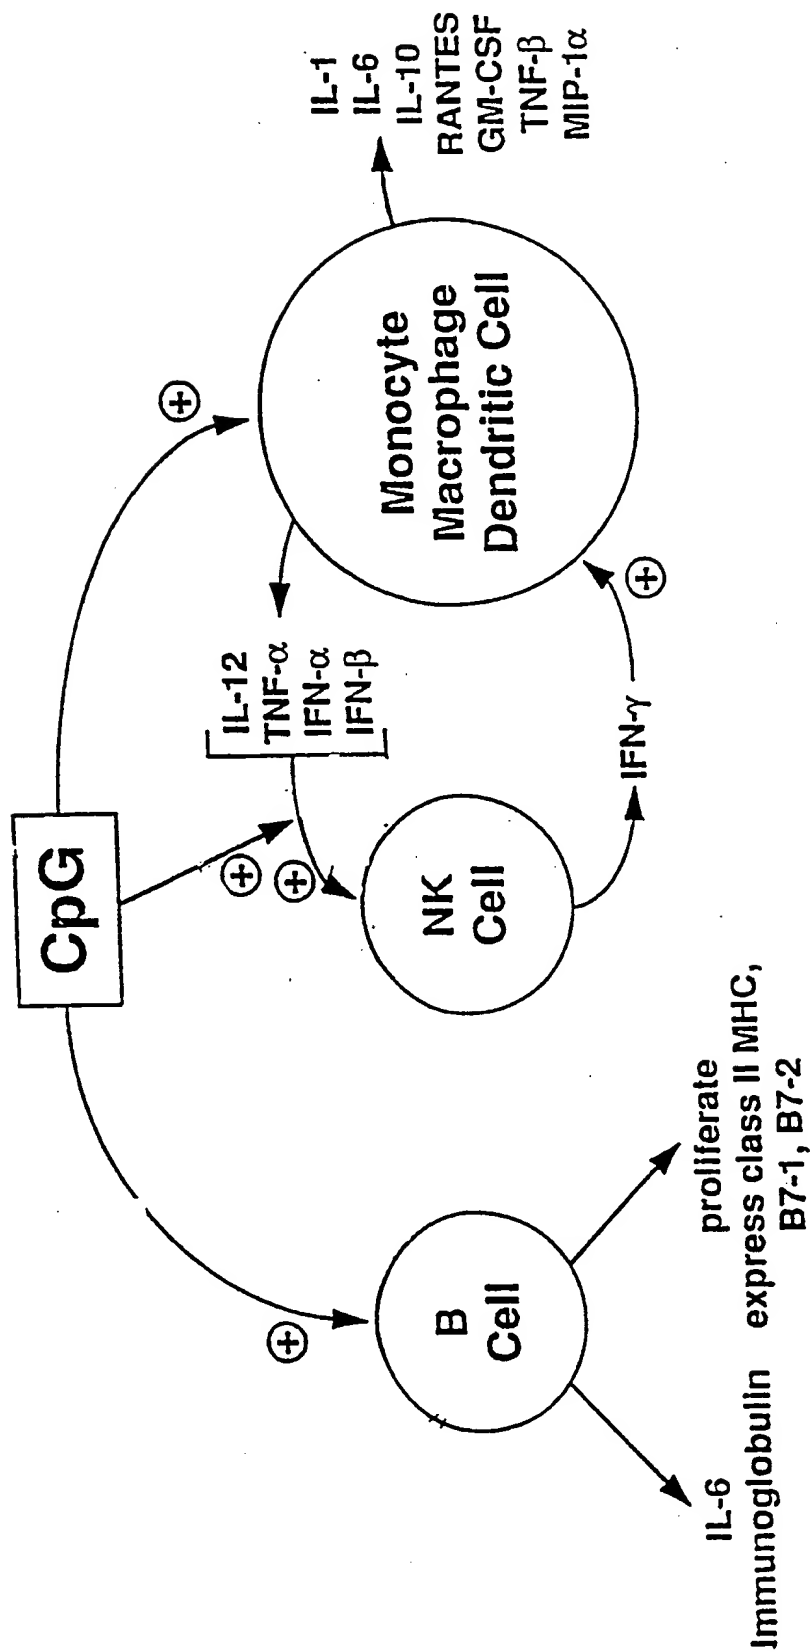 CpG
+
+
+
+
+
B
Cell
IL-6
Immunoglobulin
proliferate
express class II MHC,
B7-1, B7-2
NK
Cell
IL-12
TNF-α
IFN-α
IFN-β
IFN-γ
Monocyte
Macrophage
Dendritic Cell
IL-1
IL-6
IL-10
RANTES
GM-CSF
TNF-β
MIP-1α